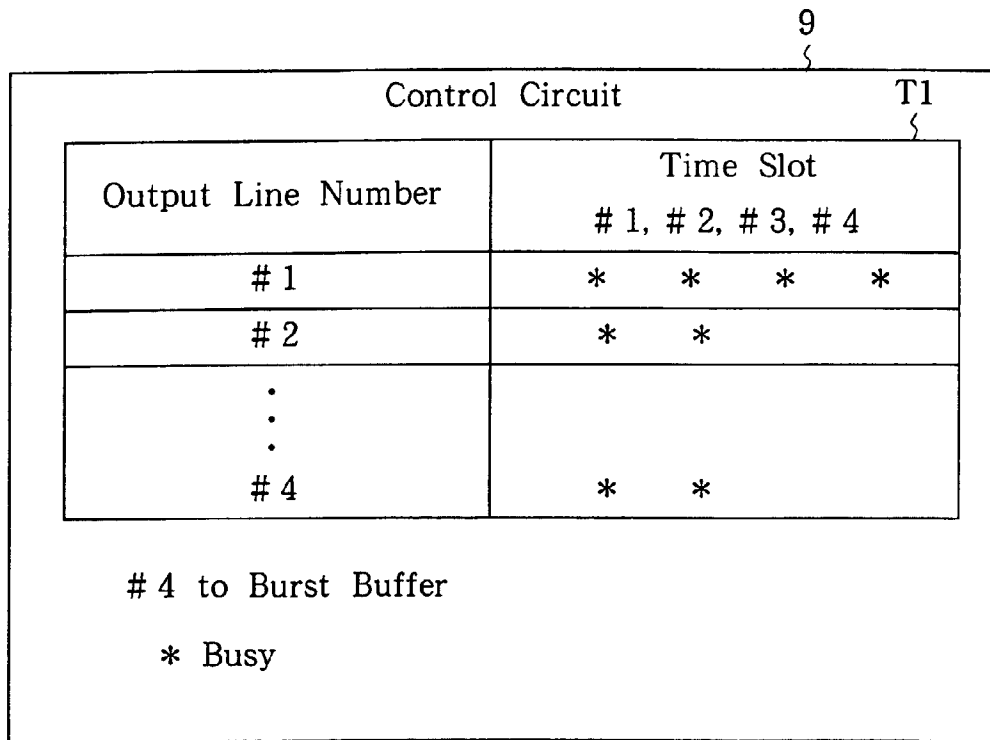 9
Control Circuit T1
Output Line Number Time Slot
# 1, # 2, # 3, # 4
# 1 * * * *
# 2 * *
.
.
.
# 4 * *
# 4 to Burst Buffer
* Busy